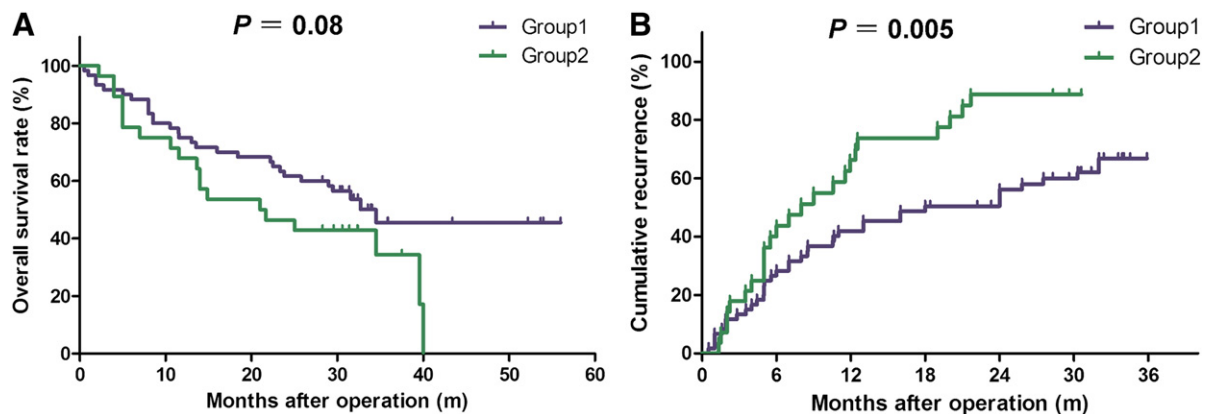 A
P = 0.08
Group1
Group2
Overall survival rate (%)
100
80
60
40
20
0
0 10 20 30 40 50 60
Months after operation (m)
B
P = 0.005
Group1
Group2
Cumulative recurrence (%)
100
80
60
40
20
0
0 6 12 18 24 30 36
Months after operation (m)